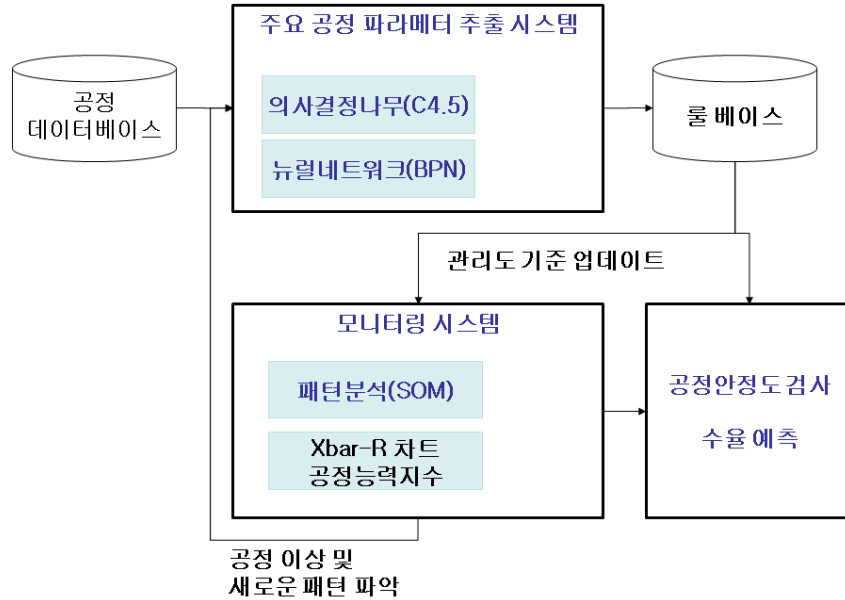 주요 공정 파라메터 추출 시스템
공정
데이터베이스
의사결정나무(C4.5)
뉴럴네트워크(BPN)
룰 베이스
관리도 기준 업데이트
모니터링 시스템
패턴분석(SOM)
Xbar-R 차트
공정능력지수
공정안정도 검사
수율 예측
공정 이상 및
새로운 패턴 파악